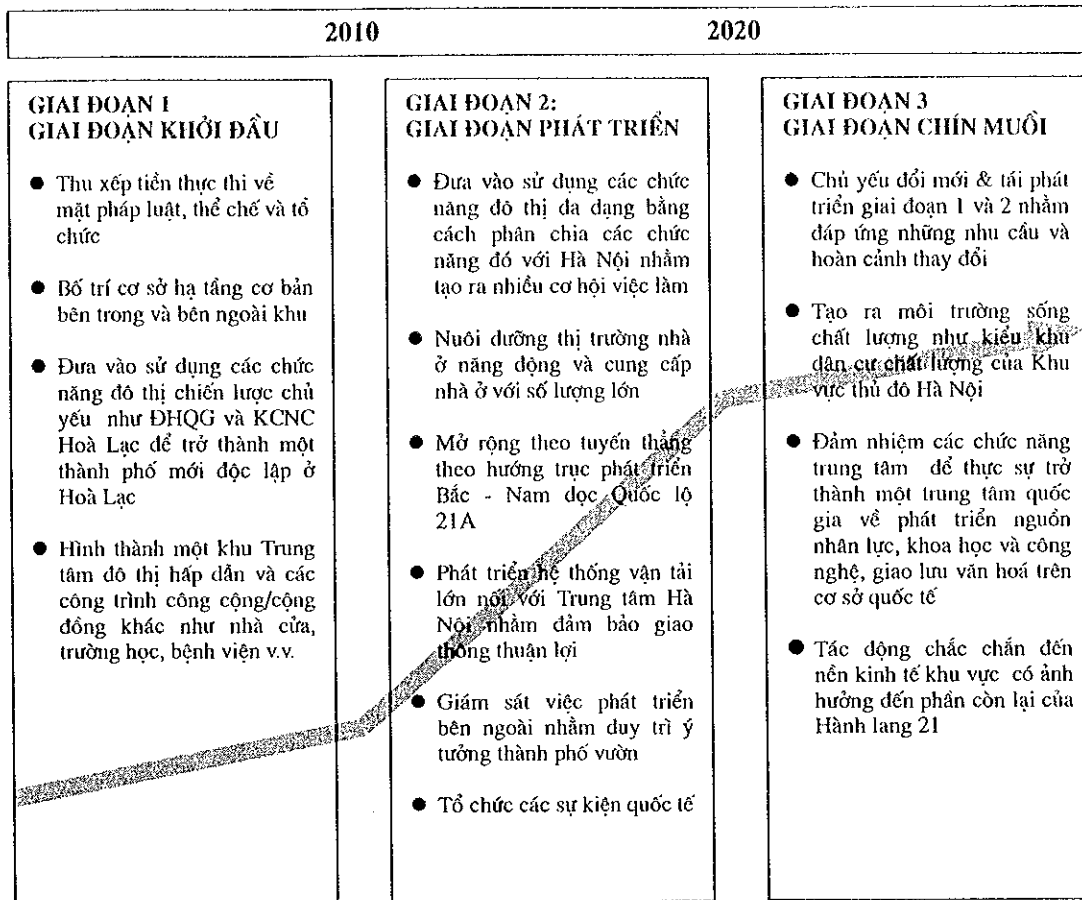 2010
2020
GIAI ĐOẠN 1
GIAI ĐOẠN KHỞI ĐẦU
● Thu xếp tiền thực thi về
mặt pháp luật, thể chế và tổ
chức
● Bố trí cơ sở hạ tầng cơ bản
bên trong và bên ngoài khu
● Đưa vào sử dụng các chức
năng đô thị chiến lược chủ
yếu như ĐHQG và KCNC
Hoà Lạc để trở thành một
thành phố mới độc lập ở
Hoà Lạc
● Hình thành một khu Trung
tâm đô thị hấp dẫn và các
công trình công cộng/cộng
đồng khác như nhà cửa,
trường học, bệnh viện v.v.
GIAI ĐOẠN 2:
GIAI ĐOẠN PHÁT TRIỂN
● Đưa vào sử dụng các chức
năng đô thị đa dạng bằng
cách phân chia các chức
năng đó với Hà Nội nhằm
tạo ra nhiều cơ hội việc làm
● Nuôi dưỡng thị trường nhà
ở năng động và cung cấp
nhà ở với số lượng lớn
● Mở rộng theo tuyến thẳng
theo hướng trục phát triển
Bắc - Nam dọc Quốc lộ
21A
● Phát triển hệ thống vận tải
lớn nối với Trung tâm Hà
Nội nhằm đảm bảo giao
thông thuận lợi
● Giám sát việc phát triển
bên ngoài nhằm duy trì ý
tưởng thành phố vườn
● Tổ chức các sự kiện quốc tế
GIAI ĐOẠN 3
GIAI ĐOẠN CHÍN MUỒI
● Chủ yếu đổi mới & tái phát
triển giai đoạn 1 và 2 nhằm
đáp ứng những nhu cầu và
hoàn cảnh thay đổi
● Tạo ra môi trường sống
chất lượng như kiểu khu
dân cư chất lượng của Khu
vực thủ đô Hà Nội
● Đảm nhiệm các chức năng
trung tâm để thực sự trở
thành một trung tâm quốc
gia về phát triển nguồn
nhân lực, khoa học và công
nghệ, giao lưu văn hoá trên
cơ sở quốc tế
● Tác động chắc chắn đến
nền kinh tế khu vực có ảnh
hưởng đến phần còn lại của
Hành lang 21